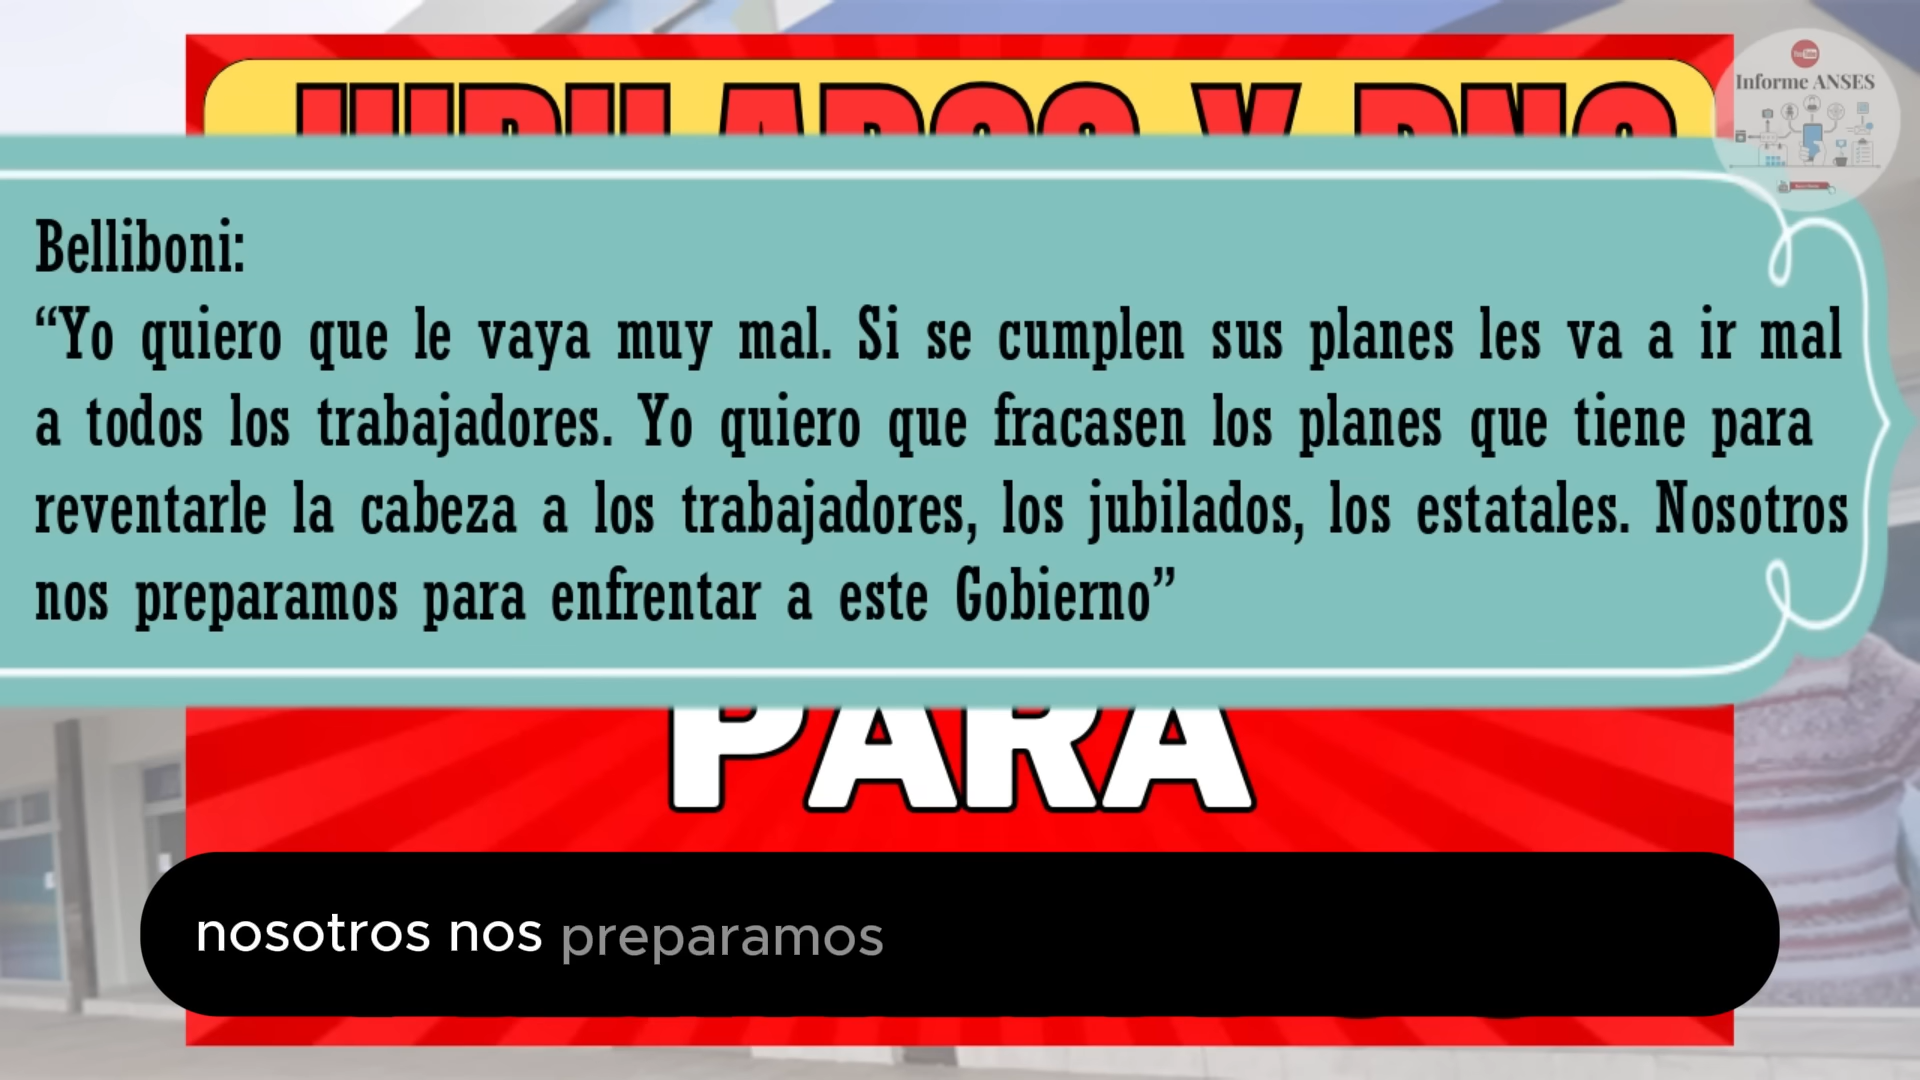 JUBILADOS Y PNC
Informe ANSES
Belliboni:
“Yo quiero que le vaya muy mal. Si se cumplen sus planes les va a ir mal
a todos los trabajadores. Yo quiero que fracasen los planes que tiene para
reventarle la cabeza a los trabajadores, los jubilados, los estatales. Nosotros
nos preparamos para enfrentar a este Gobierno”
PARA
nosotros nos preparamos